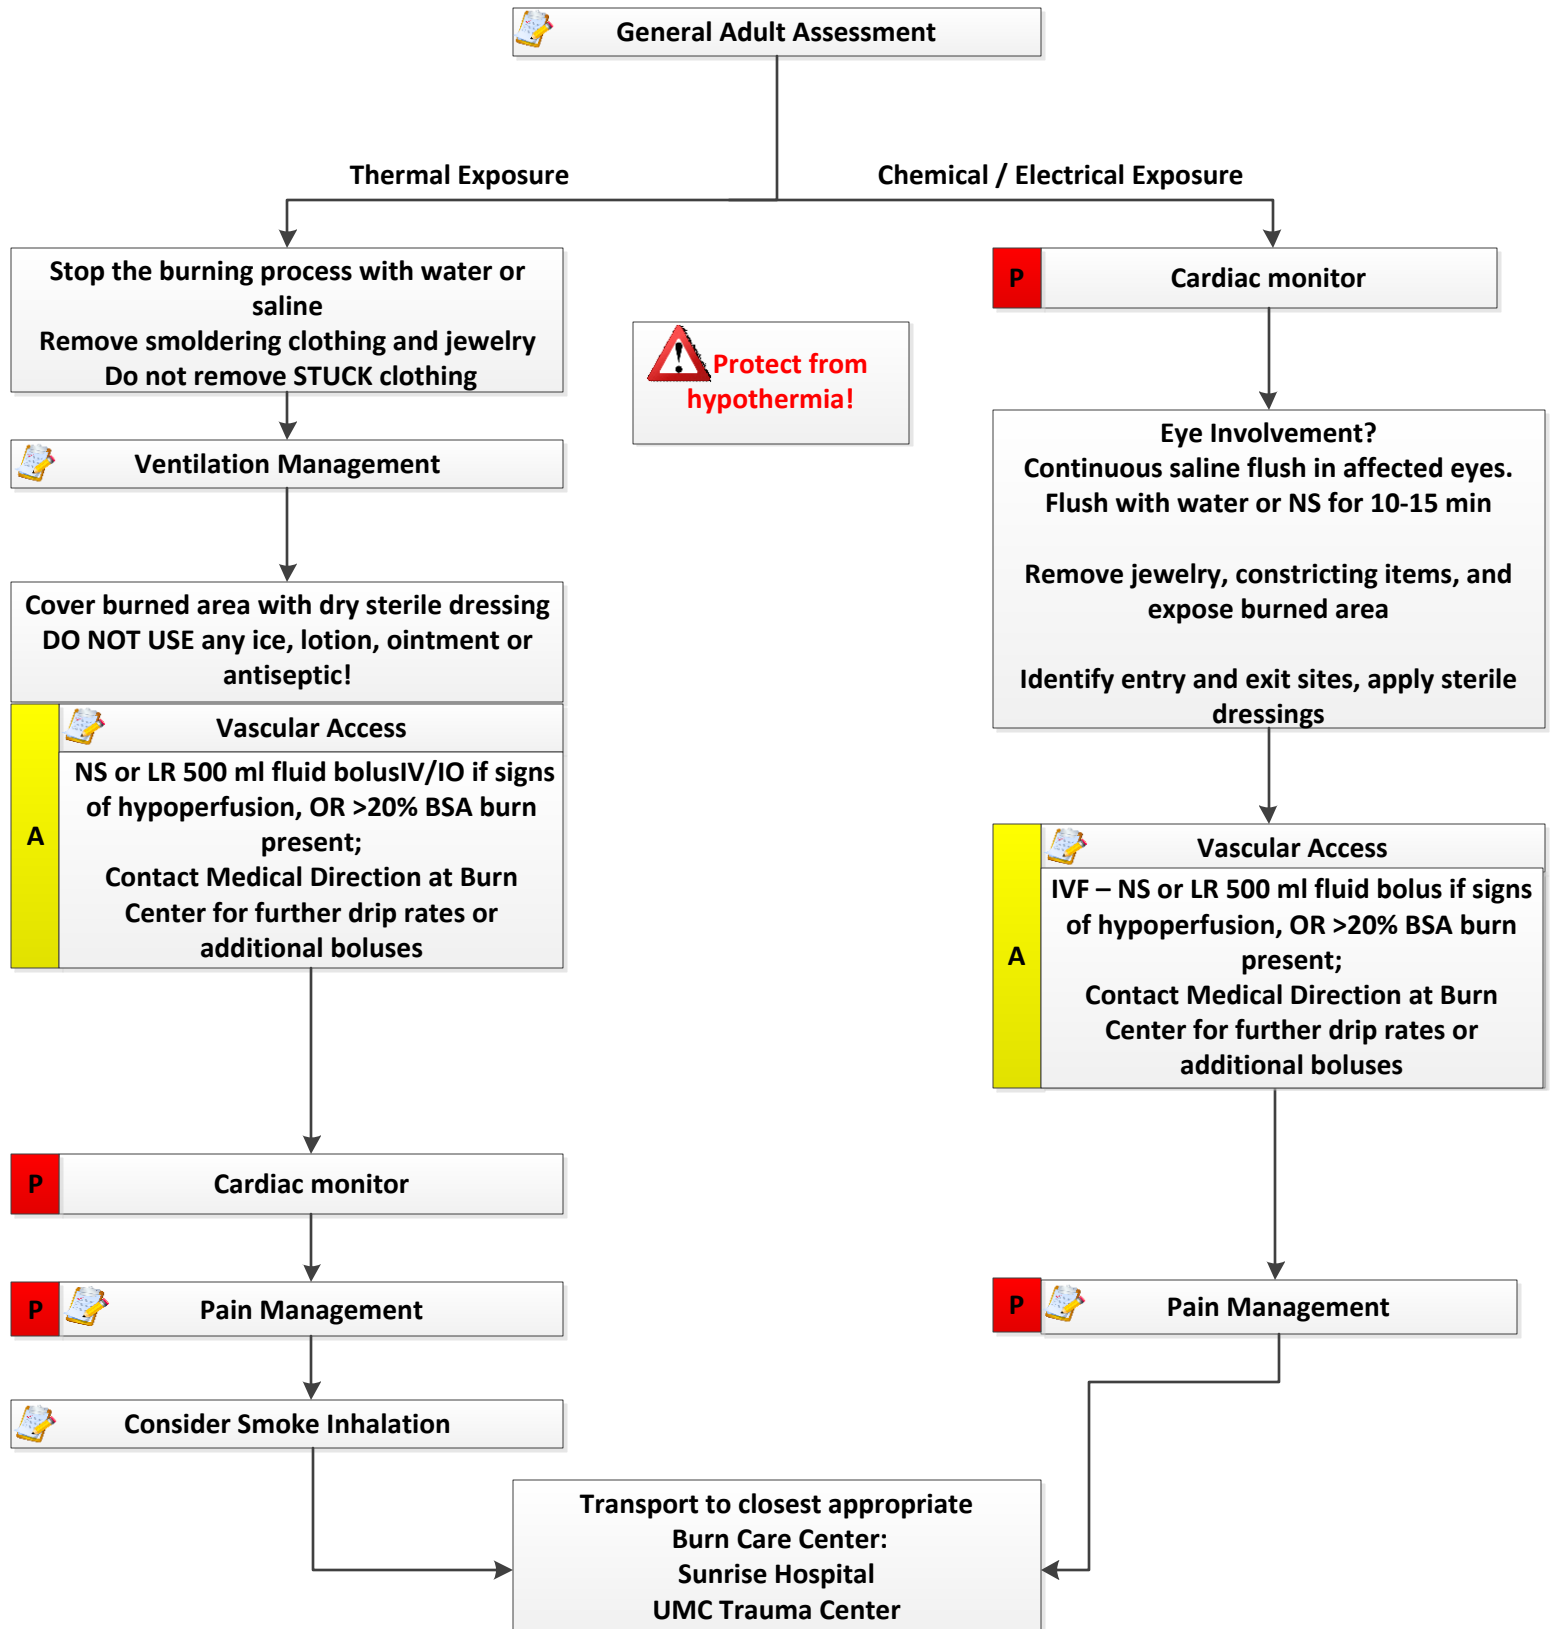 General Adult Assessment
Thermal Exposure
Chemical / Electrical Exposure
Stop the burning process with water or
saline
Remove smoldering clothing and jewelry
Do not remove STUCK clothing
P
Cardiac monitor
Protect from
hypothermia!
Ventilation Management
Eye Involvement?
Continuous saline flush in affected eyes.
Flush with water or NS for 10-15 min
Remove jewelry, constricting items, and
expose burned area
Identify entry and exit sites, apply sterile
dressings
Cover burned area with dry sterile dressing
DO NOT USE any ice, lotion, ointment or
antiseptic!
A
Vascular Access
NS or LR 500 ml fluid bolusIV/IO if signs
of hypoperfusion, OR >20% BSA burn
present;
Contact Medical Direction at Burn
Center for further drip rates or
additional boluses
A
Vascular Access
IVF – NS or LR 500 ml fluid bolus if signs
of hypoperfusion, OR >20% BSA burn
present;
Contact Medical Direction at Burn
Center for further drip rates or
additional boluses
P
Cardiac monitor
P
Pain Management
P
Pain Management
Consider Smoke Inhalation
Transport to closest appropriate
Burn Care Center:
Sunrise Hospital
UMC Trauma Center